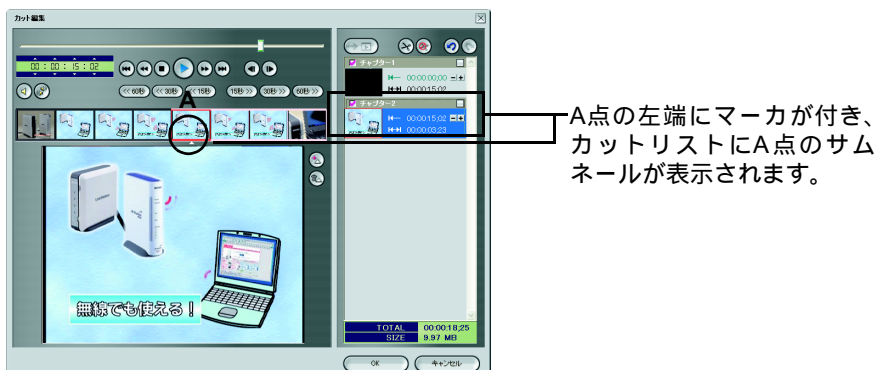 カット編集
00 : 00 : 15 : 02
<< 60秒 << 30秒 << 15秒 15秒 >> 30秒 >> 60秒 >>
A
無線でも使える！
チャプター1
00:00:00;00
00:00:15;02
チャプター2
00:00:15;02
00:00:03;23
TOTAL 00:00:18;25
SIZE 9.97 MB
OK キャンセル
A点の左端にマーカが付き、
カットリストにA点のサム
ネールが表示されます。